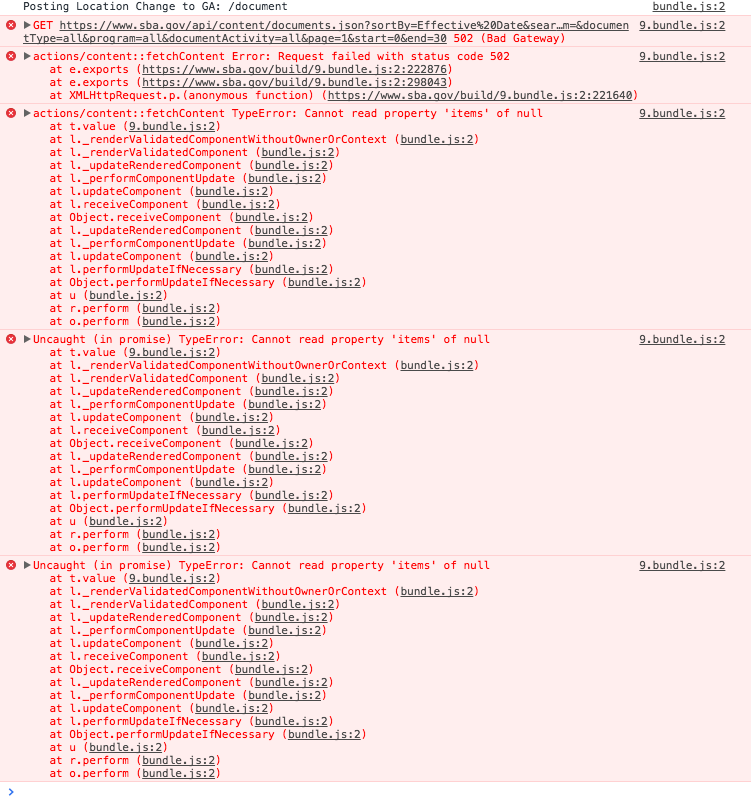 Posting Location Change to GA: /document bundle.js:2
GET https://www.sba.gov/api/content/documents.json?sortBy=Effective%20Date&sear…m=&documen 9.bundle.js:2
tType=all&program=all&documentActivity=all&page=1&start=0&end=30 502 (Bad Gateway)
actions/content::fetchContent Error: Request failed with status code 502 9.bundle.js:2
at e.exports (https://www.sba.gov/build/9.bundle.js:2:222876)
at e.exports (https://www.sba.gov/build/9.bundle.js:2:298043)
at XMLHttpRequest.p.(anonymous function) (https://www.sba.gov/build/9.bundle.js:2:221640)
actions/content::fetchContent TypeError: Cannot read property 'items' of null 9.bundle.js:2
at t.value (9.bundle.js:2)
at l._renderValidatedComponentWithoutOwnerOrContext (bundle.js:2)
at l._renderValidatedComponent (bundle.js:2)
at l._updateRenderedComponent (bundle.js:2)
at l._performComponentUpdate (bundle.js:2)
at l.updateComponent (bundle.js:2)
at l.receiveComponent (bundle.js:2)
at Object.receiveComponent (bundle.js:2)
at l._updateRenderedComponent (bundle.js:2)
at l._performComponentUpdate (bundle.js:2)
at l.updateComponent (bundle.js:2)
at l.performUpdateIfNecessary (bundle.js:2)
at Object.performUpdateIfNecessary (bundle.js:2)
at u (bundle.js:2)
at r.perform (bundle.js:2)
at o.perform (bundle.js:2)
Uncaught (in promise) TypeError: Cannot read property 'items' of null 9.bundle.js:2
at t.value (9.bundle.js:2)
at l._renderValidatedComponentWithoutOwnerOrContext (bundle.js:2)
at l._renderValidatedComponent (bundle.js:2)
at l._updateRenderedComponent (bundle.js:2)
at l._performComponentUpdate (bundle.js:2)
at l.updateComponent (bundle.js:2)
at l.receiveComponent (bundle.js:2)
at Object.receiveComponent (bundle.js:2)
at l._updateRenderedComponent (bundle.js:2)
at l._performComponentUpdate (bundle.js:2)
at l.updateComponent (bundle.js:2)
at l.performUpdateIfNecessary (bundle.js:2)
at Object.performUpdateIfNecessary (bundle.js:2)
at u (bundle.js:2)
at r.perform (bundle.js:2)
at o.perform (bundle.js:2)
Uncaught (in promise) TypeError: Cannot read property 'items' of null 9.bundle.js:2
at t.value (9.bundle.js:2)
at l._renderValidatedComponentWithoutOwnerOrContext (bundle.js:2)
at l._renderValidatedComponent (bundle.js:2)
at l._updateRenderedComponent (bundle.js:2)
at l._performComponentUpdate (bundle.js:2)
at l.updateComponent (bundle.js:2)
at l.receiveComponent (bundle.js:2)
at Object.receiveComponent (bundle.js:2)
at l._updateRenderedComponent (bundle.js:2)
at l._performComponentUpdate (bundle.js:2)
at l.updateComponent (bundle.js:2)
at l.performUpdateIfNecessary (bundle.js:2)
at Object.performUpdateIfNecessary (bundle.js:2)
at u (bundle.js:2)
at r.perform (bundle.js:2)
at o.perform (bundle.js:2)